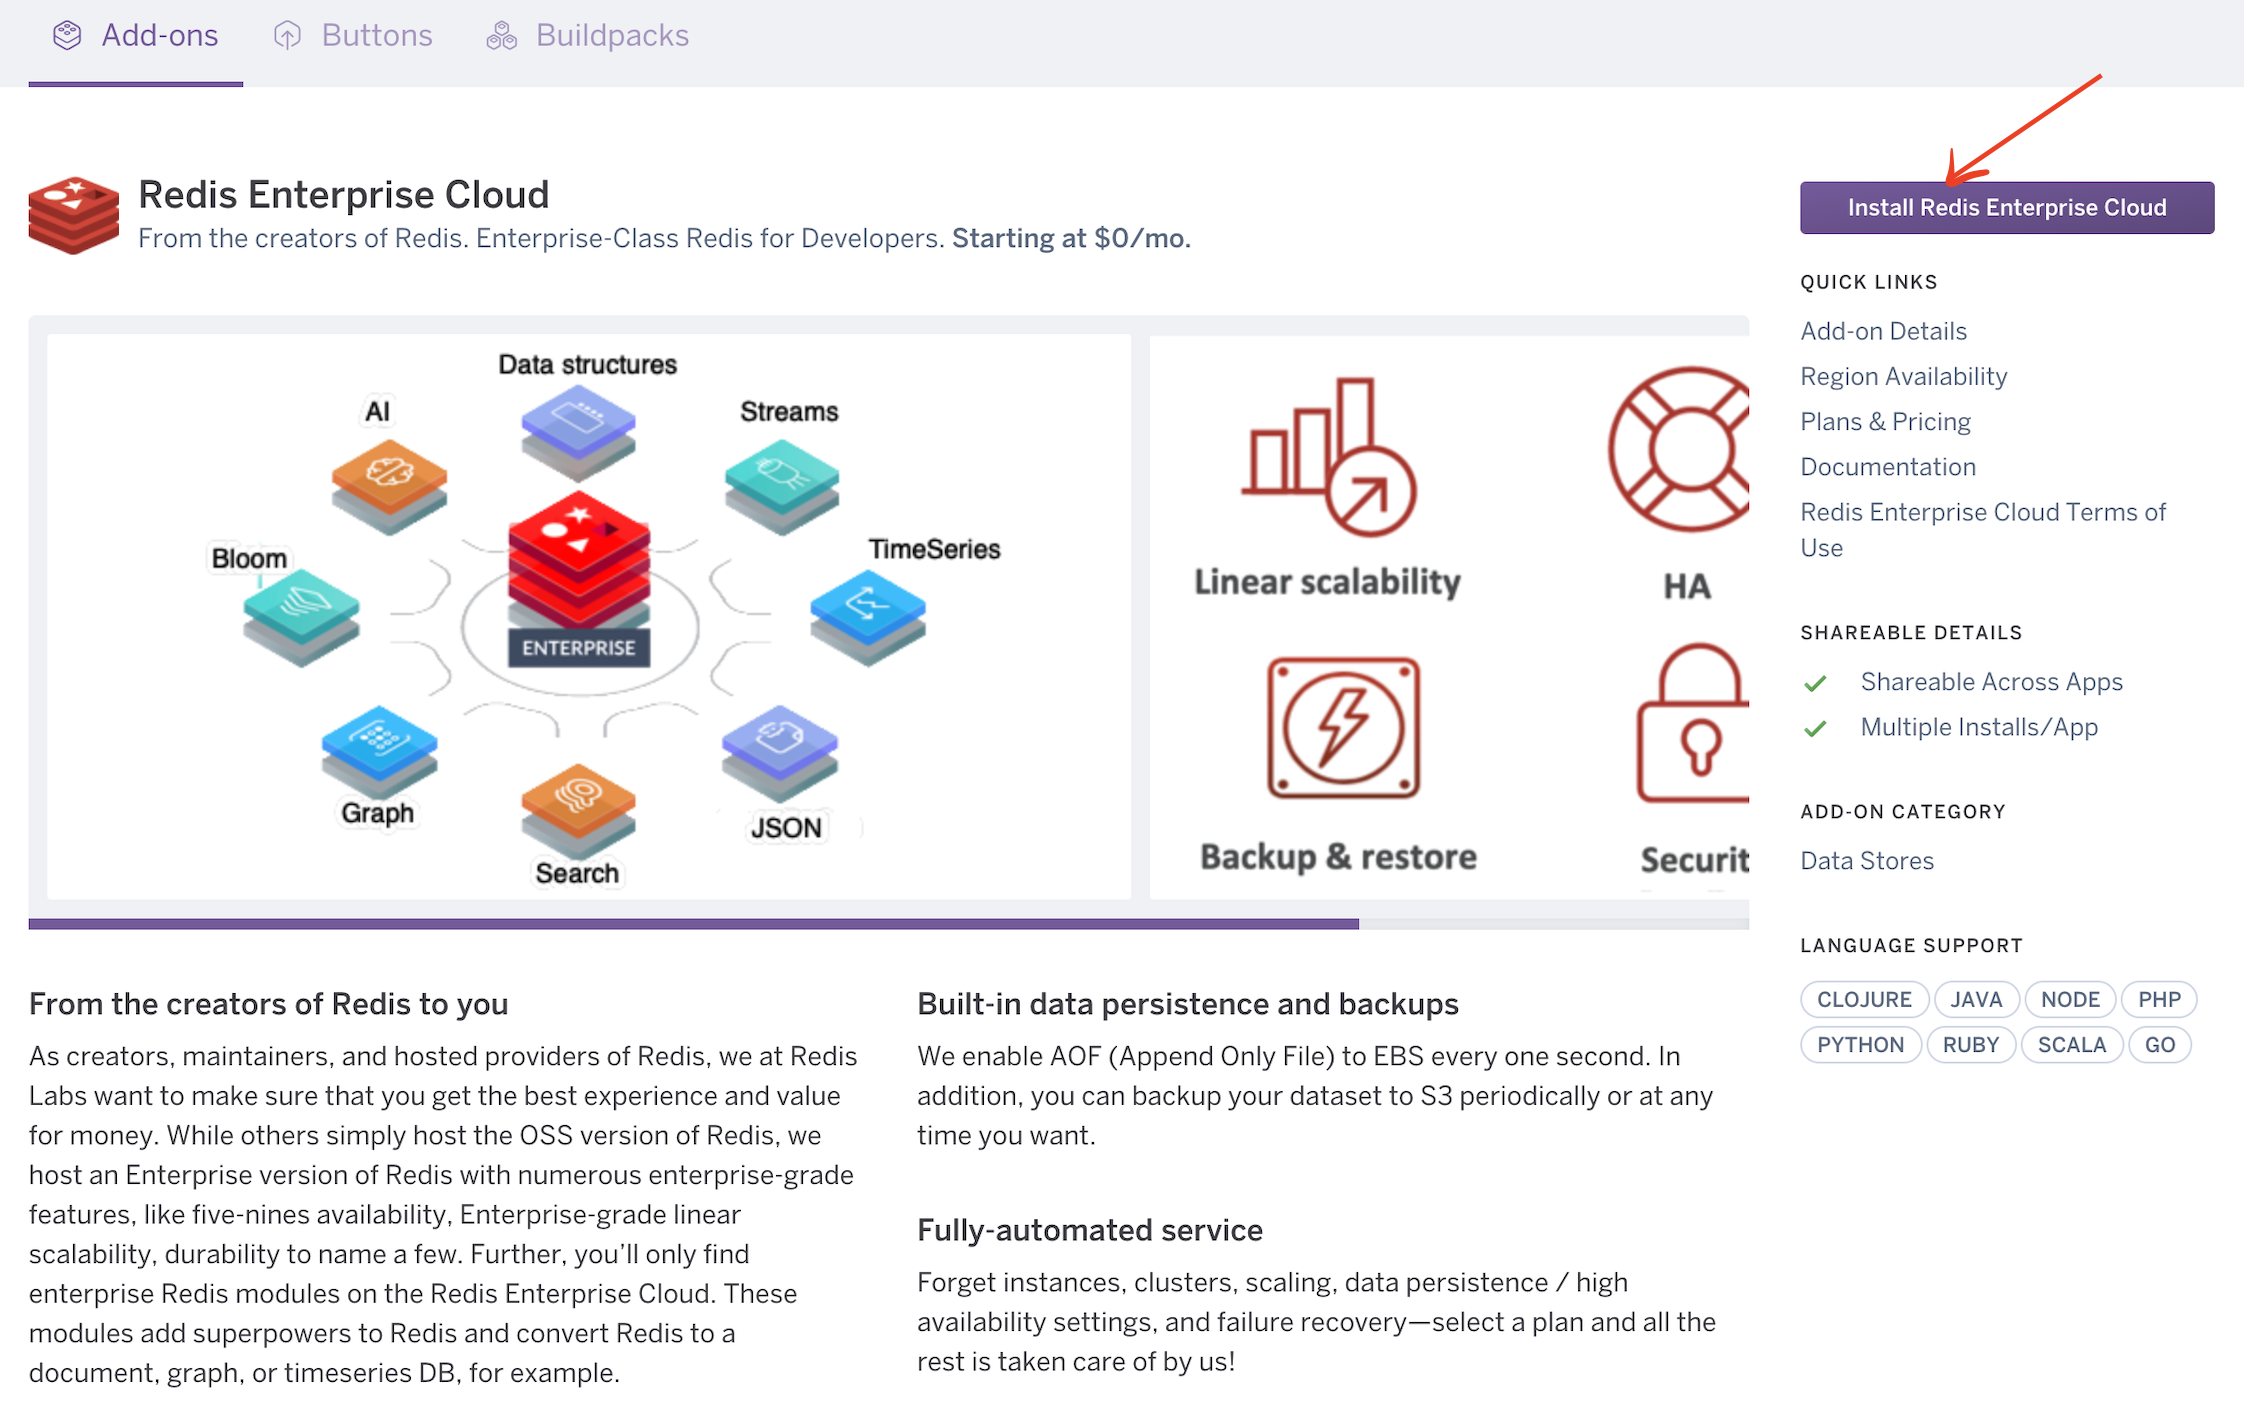 Add-ons
Buttons
Buildpacks
Redis Enterprise Cloud
From the creators of Redis. Enterprise-Class Redis for Developers. Starting at $0/mo.
Install Redis Enterprise Cloud
Data structures
AI
Streams
Bloom
TimeSeries
ENTERPRISE
Graph
JSON
Search
Linear scalability
HA
Backup & restore
Securit
QUICK LINKS
Add-on Details
Region Availability
Plans & Pricing
Documentation
Redis Enterprise Cloud Terms of
Use
SHAREABLE DETAILS
Shareable Across Apps
Multiple Installs/App
ADD-ON CATEGORY
Data Stores
LANGUAGE SUPPORT
CLOJURE JAVA NODE PHP
PYTHON RUBY SCALA GO
From the creators of Redis to you
As creators, maintainers, and hosted providers of Redis, we at Redis
Labs want to make sure that you get the best experience and value
for money. While others simply host the OSS version of Redis, we
host an Enterprise version of Redis with numerous enterprise-grade
features, like five-nines availability, Enterprise-grade linear
scalability, durability to name a few. Further, you’ll only find
enterprise Redis modules on the Redis Enterprise Cloud. These
modules add superpowers to Redis and convert Redis to a
document, graph, or timeseries DB, for example.
Built-in data persistence and backups
We enable AOF (Append Only File) to EBS every one second. In
addition, you can backup your dataset to S3 periodically or at any
time you want.
Fully-automated service
Forget instances, clusters, scaling, data persistence / high
availability settings, and failure recovery—select a plan and all the
rest is taken care of by us!